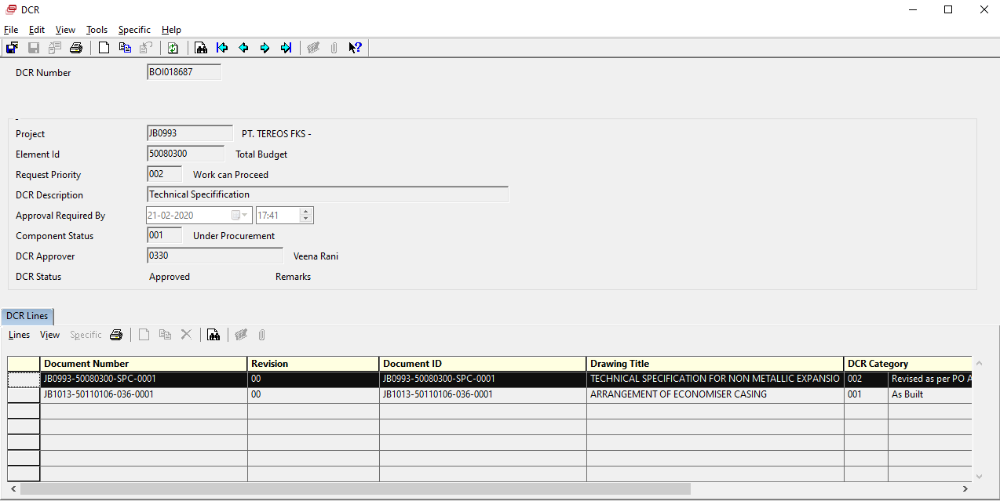 DCR
File Edit View Tools Specific Help
DCR Number BOI018687
Project JB0993 PT. TEREOS FKS -
Element Id 50080300 Total Budget
Request Priority 002 Work can Proceed
DCR Description Technical Specifification
Approval Required By 21-02-2020 17:41
Component Status 001 Under Procurement
DCR Approver 0330 Veena Rani
DCR Status Approved Remarks
DCR Lines
Lines View Specific
Document Number Revision Document ID Drawing Title DCR Category
JB0993-50080300-SPC-0001 00 JB0993-50080300-SPC-0001 TECHNICAL SPECIFICATION FOR NON METALLIC EXPANSIO 002 Revised as per PO A
JB1013-50110106-036-0001 00 JB1013-50110106-036-0001 ARRANGEMENT OF ECONOMISER CASING 001 As Built